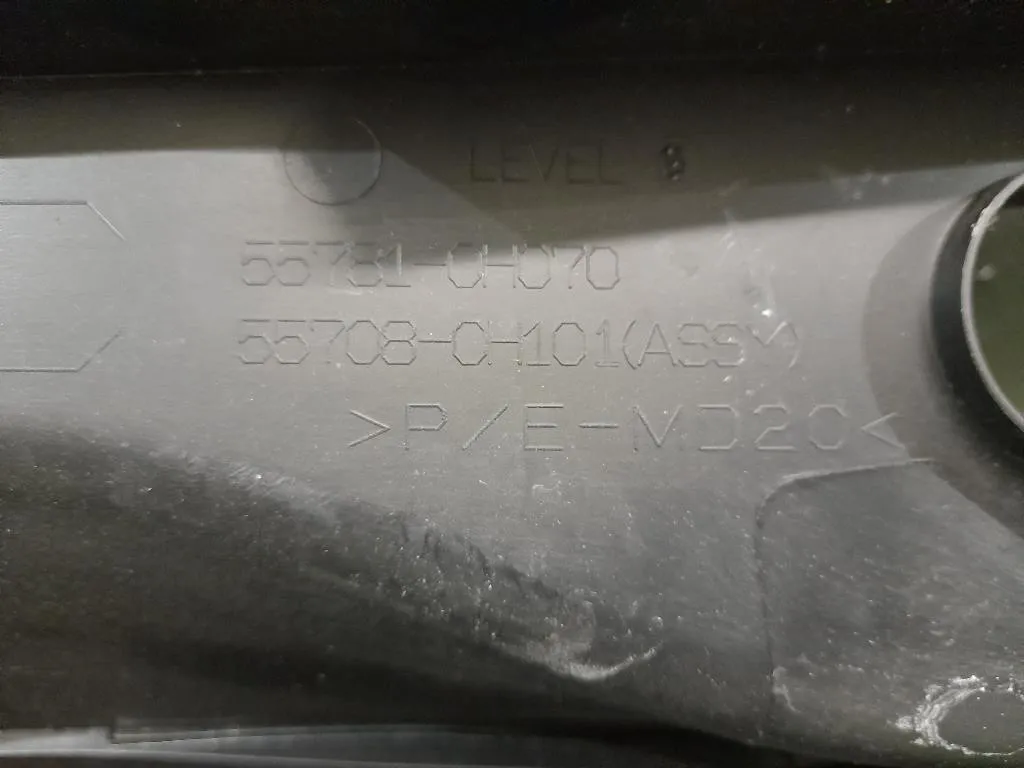 LEVEL
55781-0H070
55708-0H101(ASSY)
>P/E-MD20<